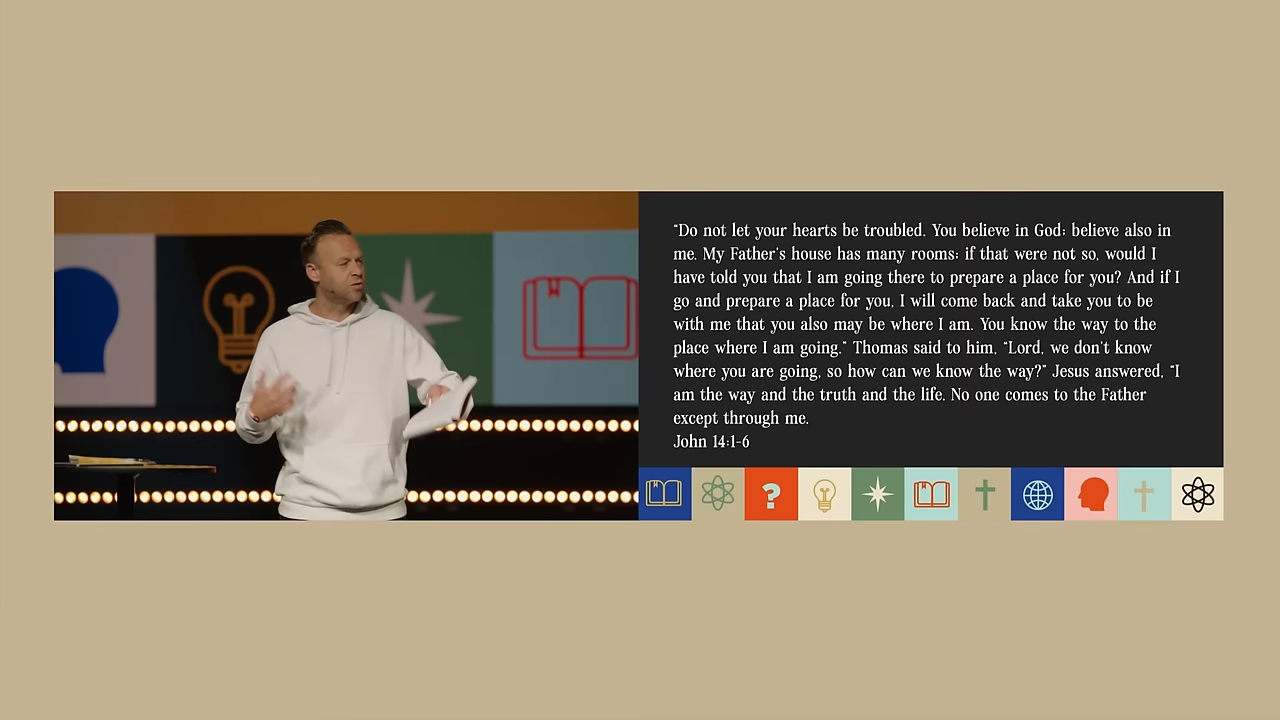 "Do not let your hearts be troubled. You believe in God; believe also in
me. My Father's house has many rooms; if that were not so, would I
have told you that I am going there to prepare a place for you? And if I
go and prepare a place for you, I will come back and take you to be
with me that you also may be where I am. You know the way to the
place where I am going." Thomas said to him, "Lord, we don't know
where you are going, so how can we know the way?" Jesus answered, "I
am the way and the truth and the life. No one comes to the Father
except through me.
John 14:1-6
?